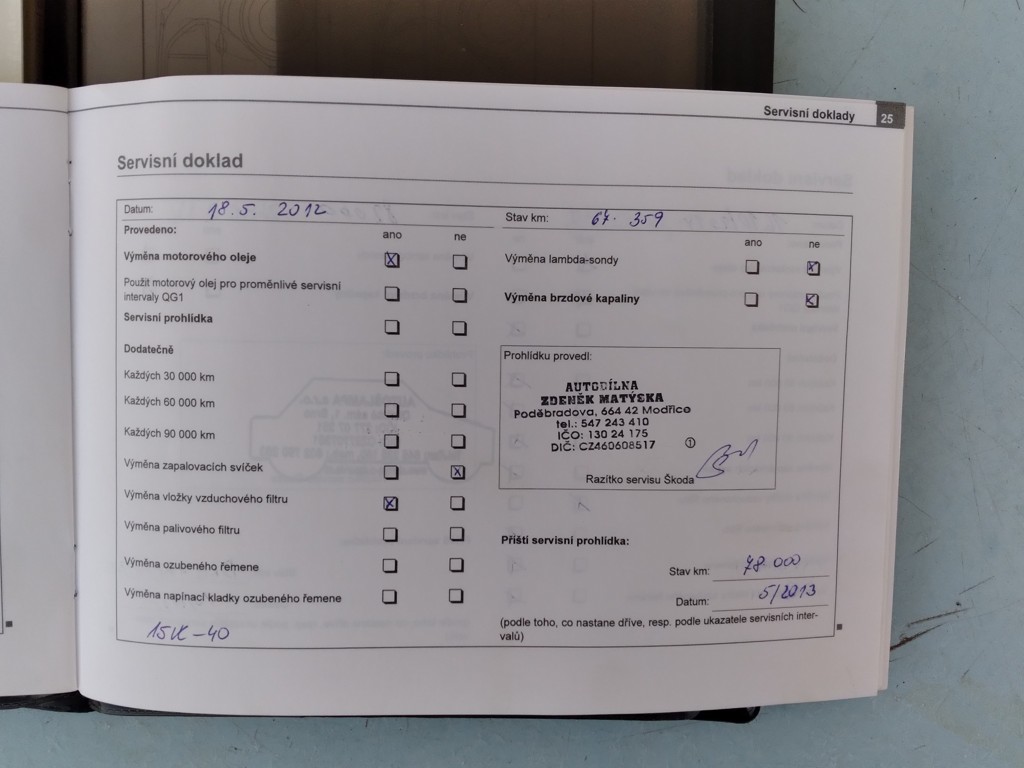 Servisní doklady 25
Servisní doklad
Datum: 18.5. 2012
Stav km: 67. 359
Provedeno:
ano ne
ano ne
Výměna motorového oleje
Použit motorový olej pro proměnlivé servisní
intervaly QG1
Servisní prohlídka
Dodatečně
Každých 30 000 km
Každých 60 000 km
Každých 90 000 km
Výměna zapalovacích svíček
Výměna vložky vzduchového filtru
Výměna palivového filtru
Výměna ozubeného řemene
Výměna napínací kladky ozubeného řemene
Výměna lambda-sondy
Výměna brzdové kapaliny
Prohlídku provedl:
AUTODÍLNA
ZDENĚK MATYSKA
Poděbradova, 664 42 Modřice
tel.: 547 243 410
IČO: 130 24 175
DIČ: CZ460608517 1
Razítko servisu Škoda
Příští servisní prohlídka:
Stav km: 78 000
Datum: 5/2013
(podle toho, co nastane dříve, resp. podle ukazatele servisních inter-
valů)